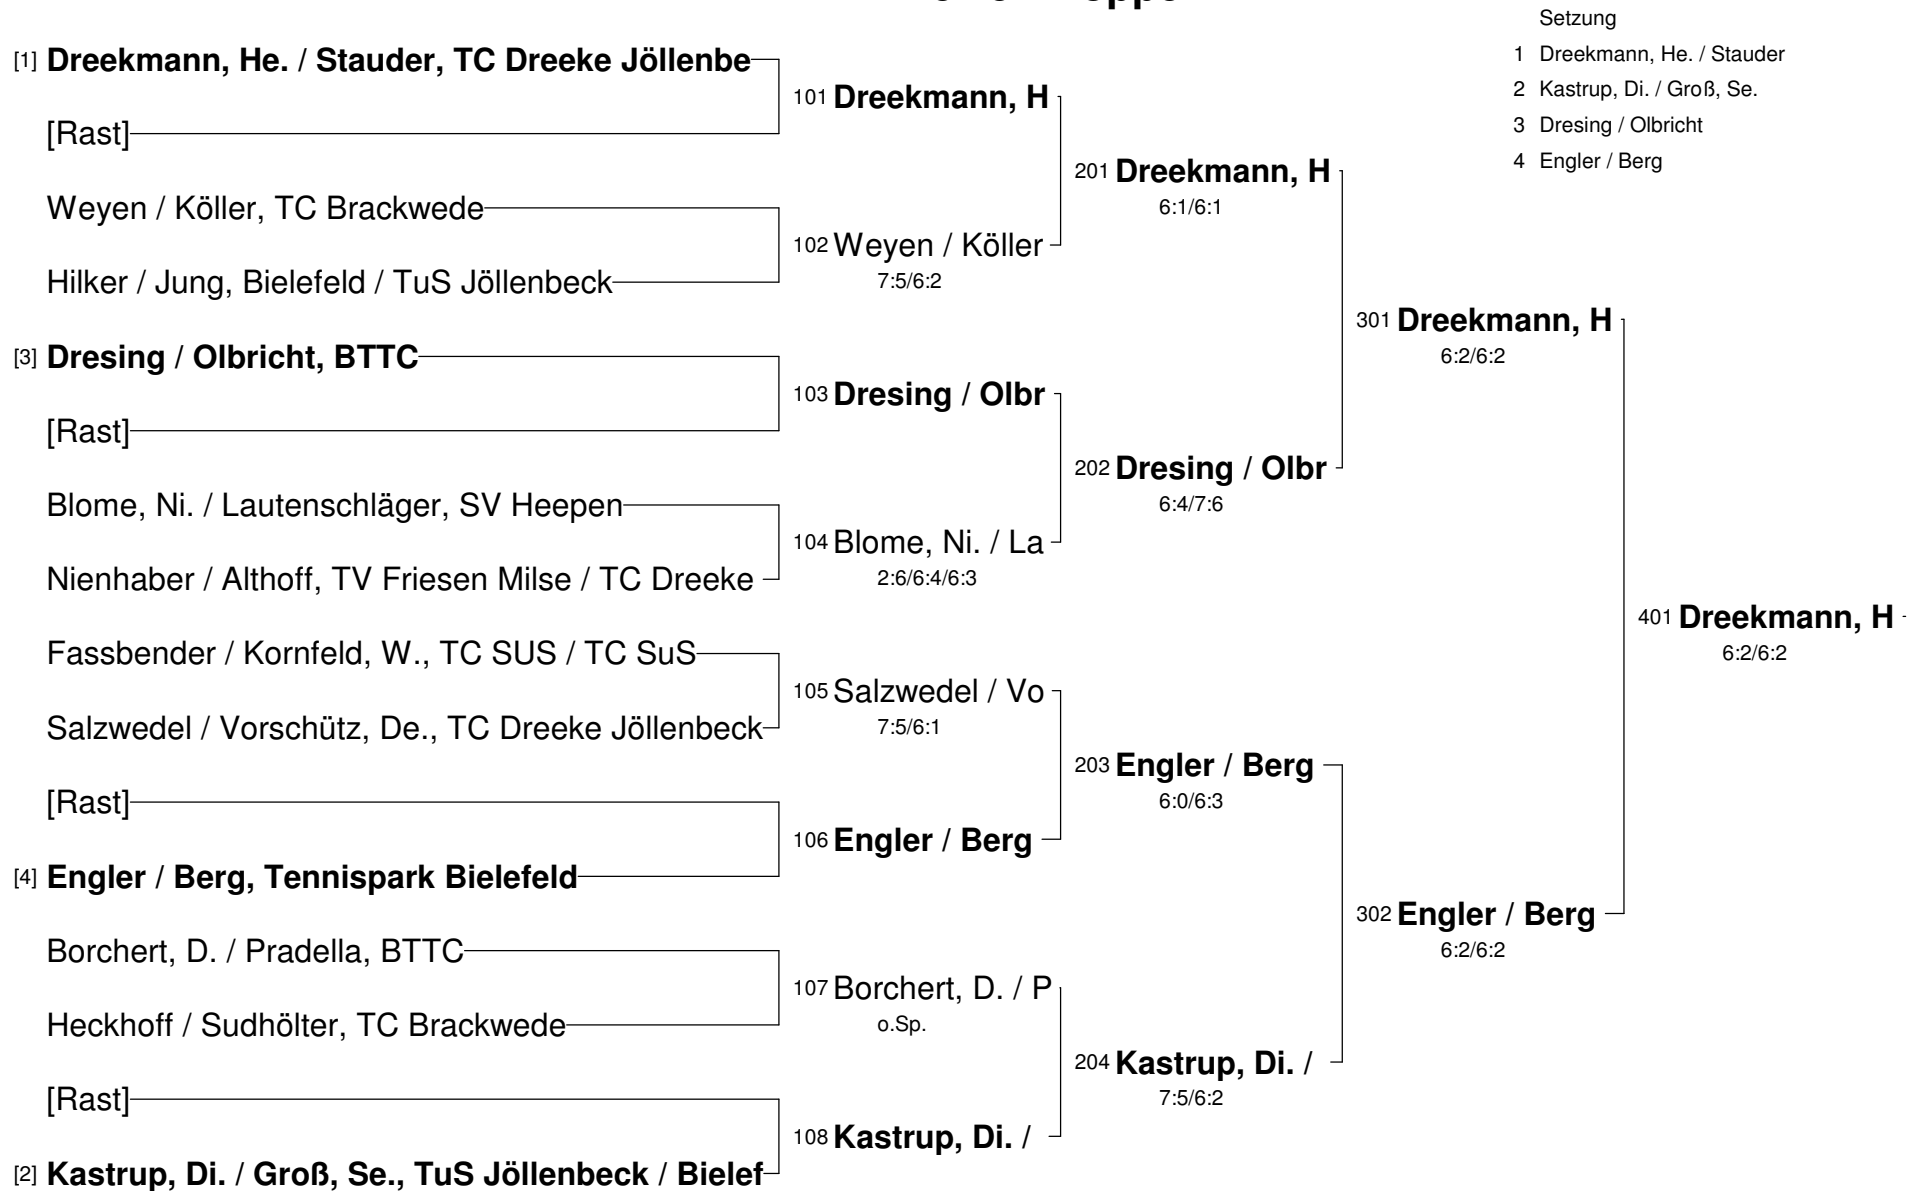 Setzung
1 Dreekmann, He. / Stauder
2 Kastrup, Di. / Groß, Se.
3 Dresing / Olbricht
4 Engler / Berg
[1] Dreekmann, He. / Stauder, TC Dreeke Jöllenbe
[Rast]
Weyen / Köller, TC Brackwede
Hilker / Jung, Bielefeld / TuS Jöllenbeck
[3] Dresing / Olbricht, BTTC
[Rast]
Blome, Ni. / Lautenschläger, SV Heepen
Nienhaber / Althoff, TV Friesen Milse / TC Dreeke
Fassbender / Kornfeld, W., TC SUS / TC SuS
Salzwedel / Vorschütz, De., TC Dreeke Jöllenbeck
[Rast]
[4] Engler / Berg, Tennispark Bielefeld
Borchert, D. / Pradella, BTTC
Heckhoff / Sudhölter, TC Brackwede
[Rast]
[2] Kastrup, Di. / Groß, Se., TuS Jöllenbeck / Bielef
101 Dreekmann, H
102 Weyen / Köller
7:5/6:2
103 Dresing / Olbr
104 Blome, Ni. / La
2:6/6:4/6:3
105 Salzwedel / Vo
7:5/6:1
106 Engler / Berg
107 Borchert, D. / P
o.Sp.
108 Kastrup, Di. /
201 Dreekmann, H
6:1/6:1
202 Dresing / Olbr
6:4/7:6
203 Engler / Berg
6:0/6:3
204 Kastrup, Di. /
7:5/6:2
301 Dreekmann, H
6:2/6:2
302 Engler / Berg
6:2/6:2
401 Dreekmann, H
6:2/6:2